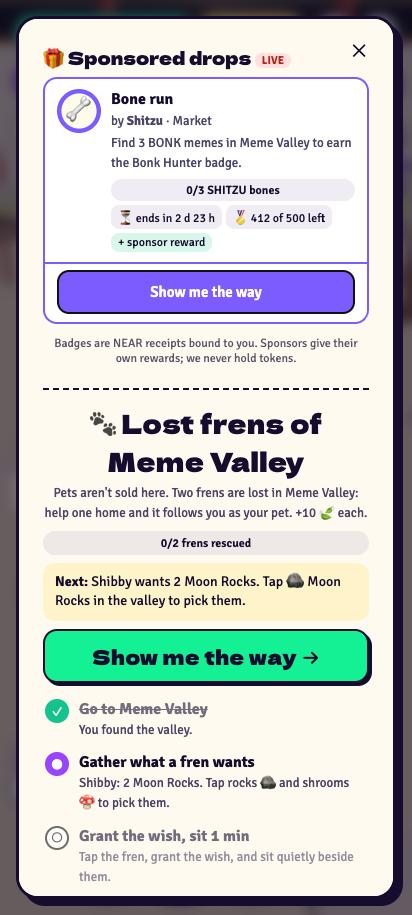 🎁 Sponsored drops LIVE
Bone run
by Shitzu · Market
Find 3 BONK memes in Meme Valley to earn
the Bonk Hunter badge.
0/3 SHITZU bones
⏳ ends in 2 d 23 h 🏅 412 of 500 left
+ sponsor reward
Show me the way
Badges are NEAR receipts bound to you. Sponsors give their
own rewards; we never hold tokens.
🐾 Lost frens of
Meme Valley
Pets aren't sold here. Two frens are lost in Meme Valley:
help one home and it follows you as your pet. +10 🍃 each.
0/2 frens rescued
Next: Shibby wants 2 Moon Rocks. Tap 🪨 Moon
Rocks in the valley to pick them.
Show me the way →
Go to Meme Valley
You found the valley.
Gather what a fren wants
Shibby: 2 Moon Rocks. Tap rocks 🪨 and shrooms
🍄 to pick them.
Grant the wish, sit 1 min
Tap the fren, grant the wish, and sit quietly beside
them.